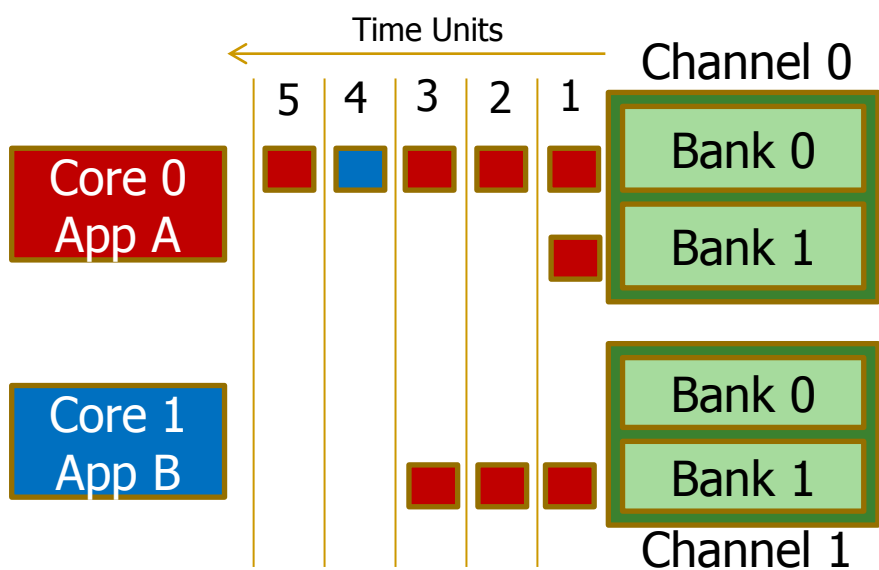 Time Units
Channel 0
5 4 3 2 1
Core 0
App A
Bank 0
Bank 1
Core 1
App B
Bank 0
Bank 1
Channel 1